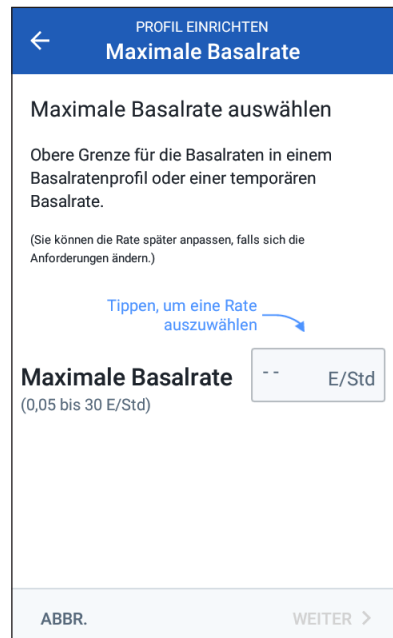 PROFIL EINRICHTEN
Maximale Basalrate
Maximale Basalrate auswählen
Obere Grenze für die Basalraten in einem
Basalratenprofil oder einer temporären
Basalrate.
(Sie können die Rate später anpassen, falls sich die
Anforderungen ändern.)
Tippen, um eine Rate
auszuwählen
Maximale Basalrate -- E/Std
(0,05 bis 30 E/Std)
ABBR. WEITER